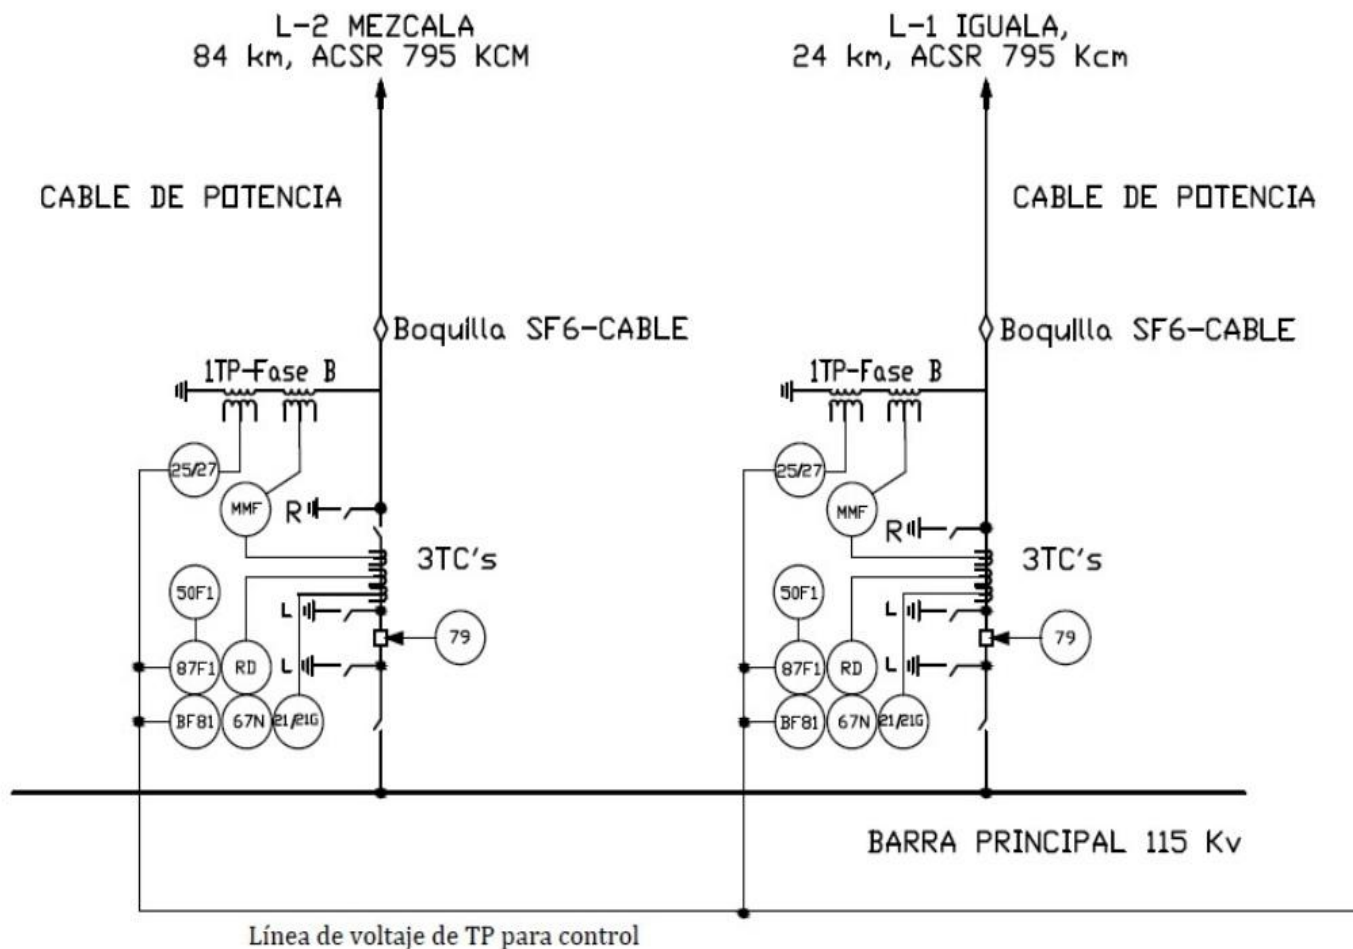 L-2 MEZCALA
84 km, ACSR 795 KCM
L-1 IGUALA,
24 km, ACSR 795 Kcm
CABLE DE POTENCIA
CABLE DE POTENCIA
Boquilla SF6-CABLE
Boquilla SF6-CABLE
1TP-Fase B
1TP-Fase B
25/27
25/27
MMF
R
MMF
R
3TC's
3TC's
50F1
L
50F1
L
79
79
87F1
RD
L
87F1
RD
L
BF81
67N
21/21G
BF81
67N
21/21G
BARRA PRINCIPAL 115 Kv
Línea de voltaje de TP para control